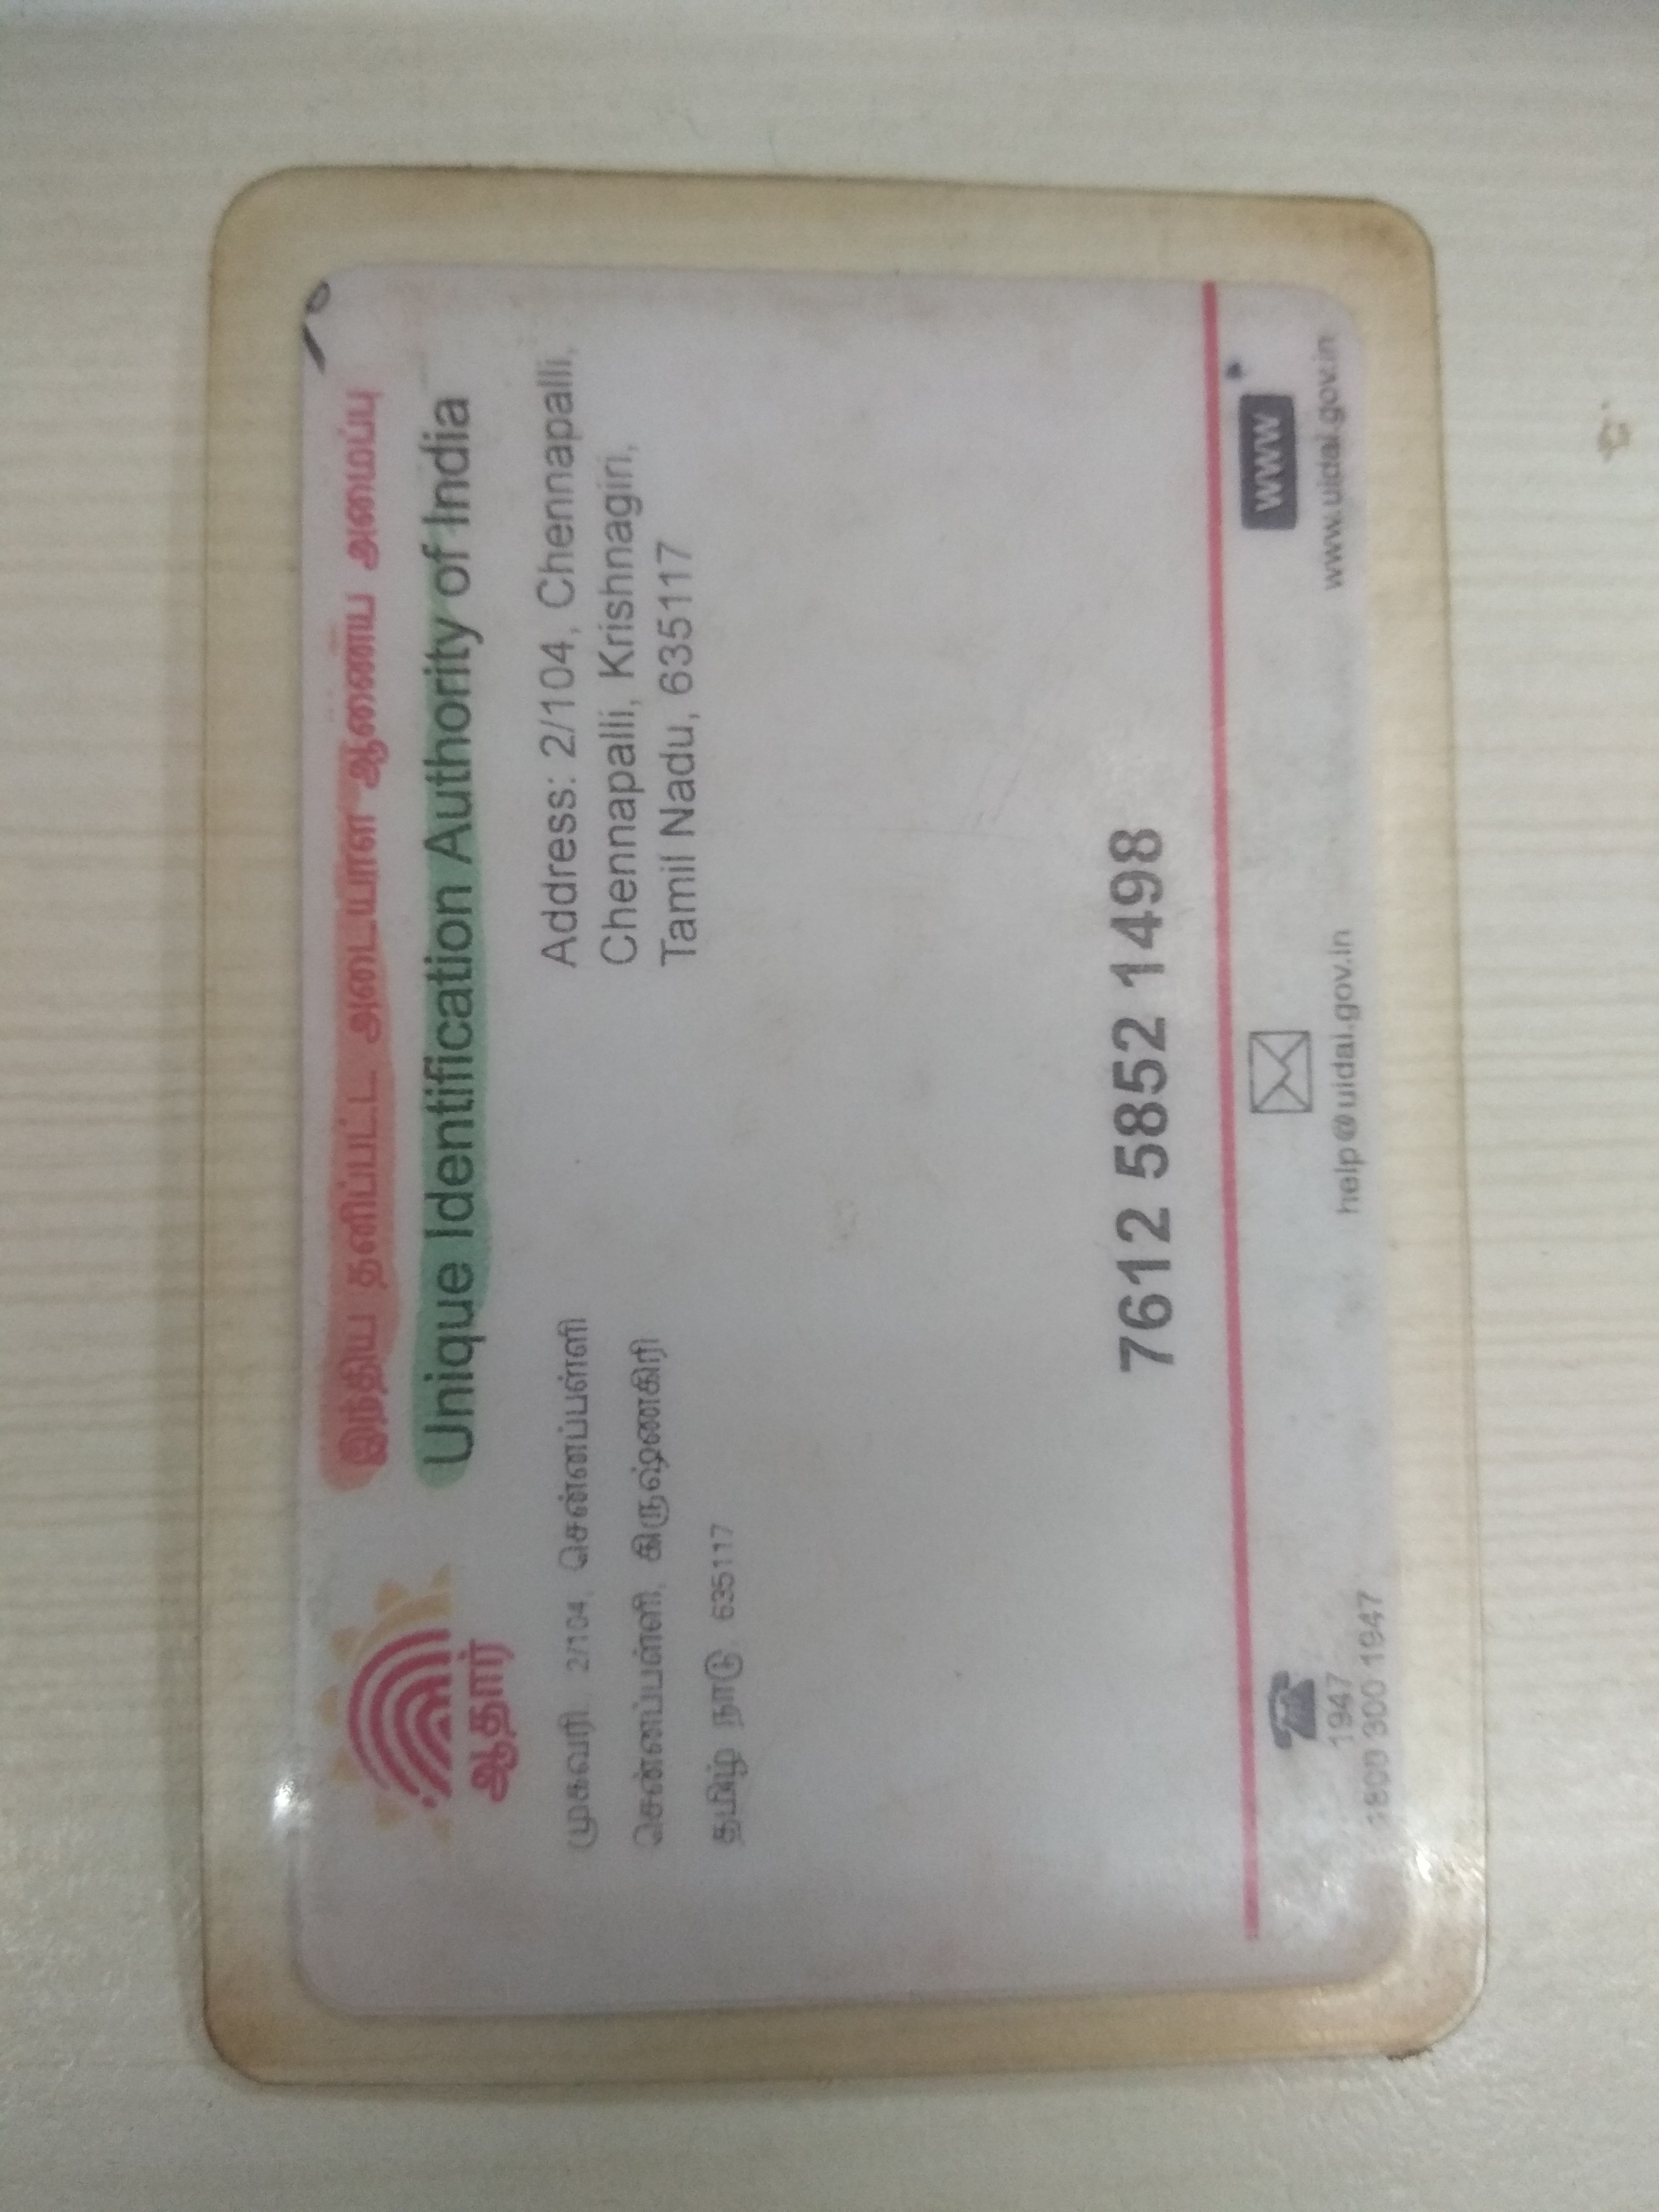 இந்திய தனிப்பட்ட அடையாள ஆணைய அமைப்பு
Unique Identification Authority of India
ஆதார்
முகவரி. 2/104, சென்னப்பள்ளி
சென்னப்பள்ளி, கிருஷ்ணகிரி
தமிழ் நாடு, 635117
Address: 2/104, Chennapalli,
Chennapalli, Krishnagiri,
Tamil Nadu, 635117
7612 5852 1498
1947
1800 300 1947
help@uidai.gov.in
WWW
www.uidai.gov.in